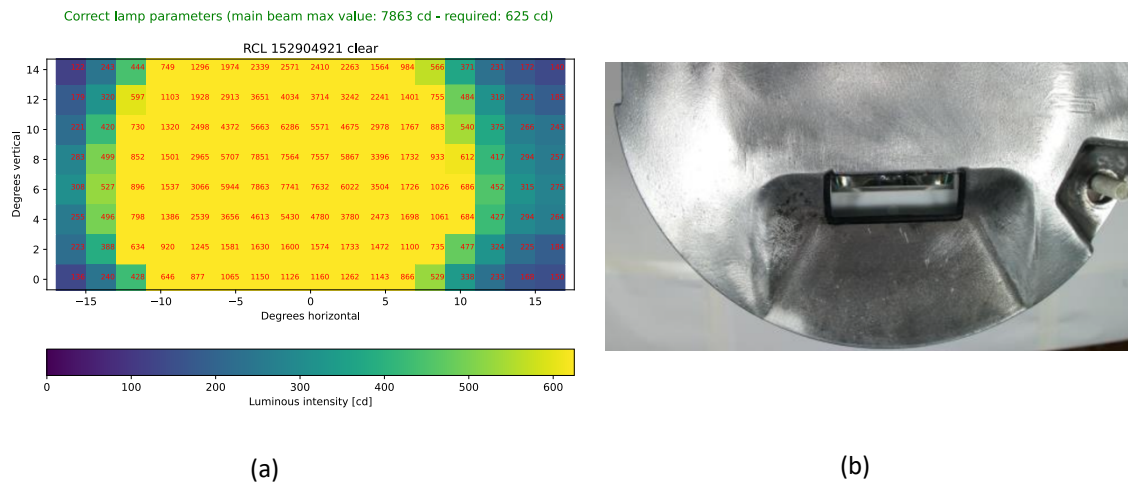 Correct lamp parameters (main beam max value: 7863 cd - required: 625 cd)
RCL 152904921 clear
14 444 749 1296 1974 2339 2571 2410 2263 1564 984 566 371
12 320 597 1103 1928 2913 3651 4034 3714 3242 2241 1401 755 484 318
10 420 730 1320 2498 4372 5663 6286 5571 4675 2978 1767 883 540 375 266
8 499 852 1501 2965 5707 7851 7564 7557 5867 3396 1732 933 612 417 294
6 308 527 896 1537 3066 5944 7863 7741 7632 6022 3504 1726 1026 686 452 315 275
4 496 798 1386 2539 3656 4613 5430 4780 3780 2473 1698 1061 684 427 294 264
2 388 634 920 1245 1581 1630 1600 1574 1733 1472 1100 735 477 324
0 428 646 877 1065 1150 1126 1160 1262 1143 866 529 338
Degrees vertical
−15 −10 −5 0 5 10 15
Degrees horizontal
0 100 200 300 400 500 600
Luminous intensity [cd]
(a) (b)